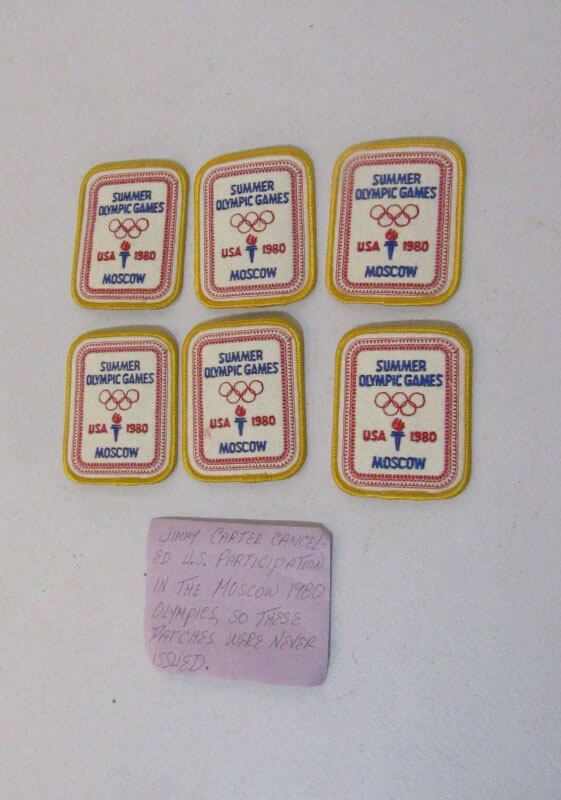 SUMMER
OLYMPIC GAMES
USA 1980
MOSCOW
SUMMER
OLYMPIC GAMES
USA 1980
MOSCOW
SUMMER
OLYMPIC GAMES
USA 1980
MOSCOW
SUMMER
OLYMPIC GAMES
USA 1980
MOSCOW
SUMMER
OLYMPIC GAMES
USA 1980
MOSCOW
SUMMER
OLYMPIC GAMES
USA 1980
MOSCOW
JIMMY CARTER CANCEL-
ED U.S. PARTICIPATION
IN THE MOSCOW 1980
OLYMPICS, SO THESE
PATCHES WERE NEVER
ISSUED.